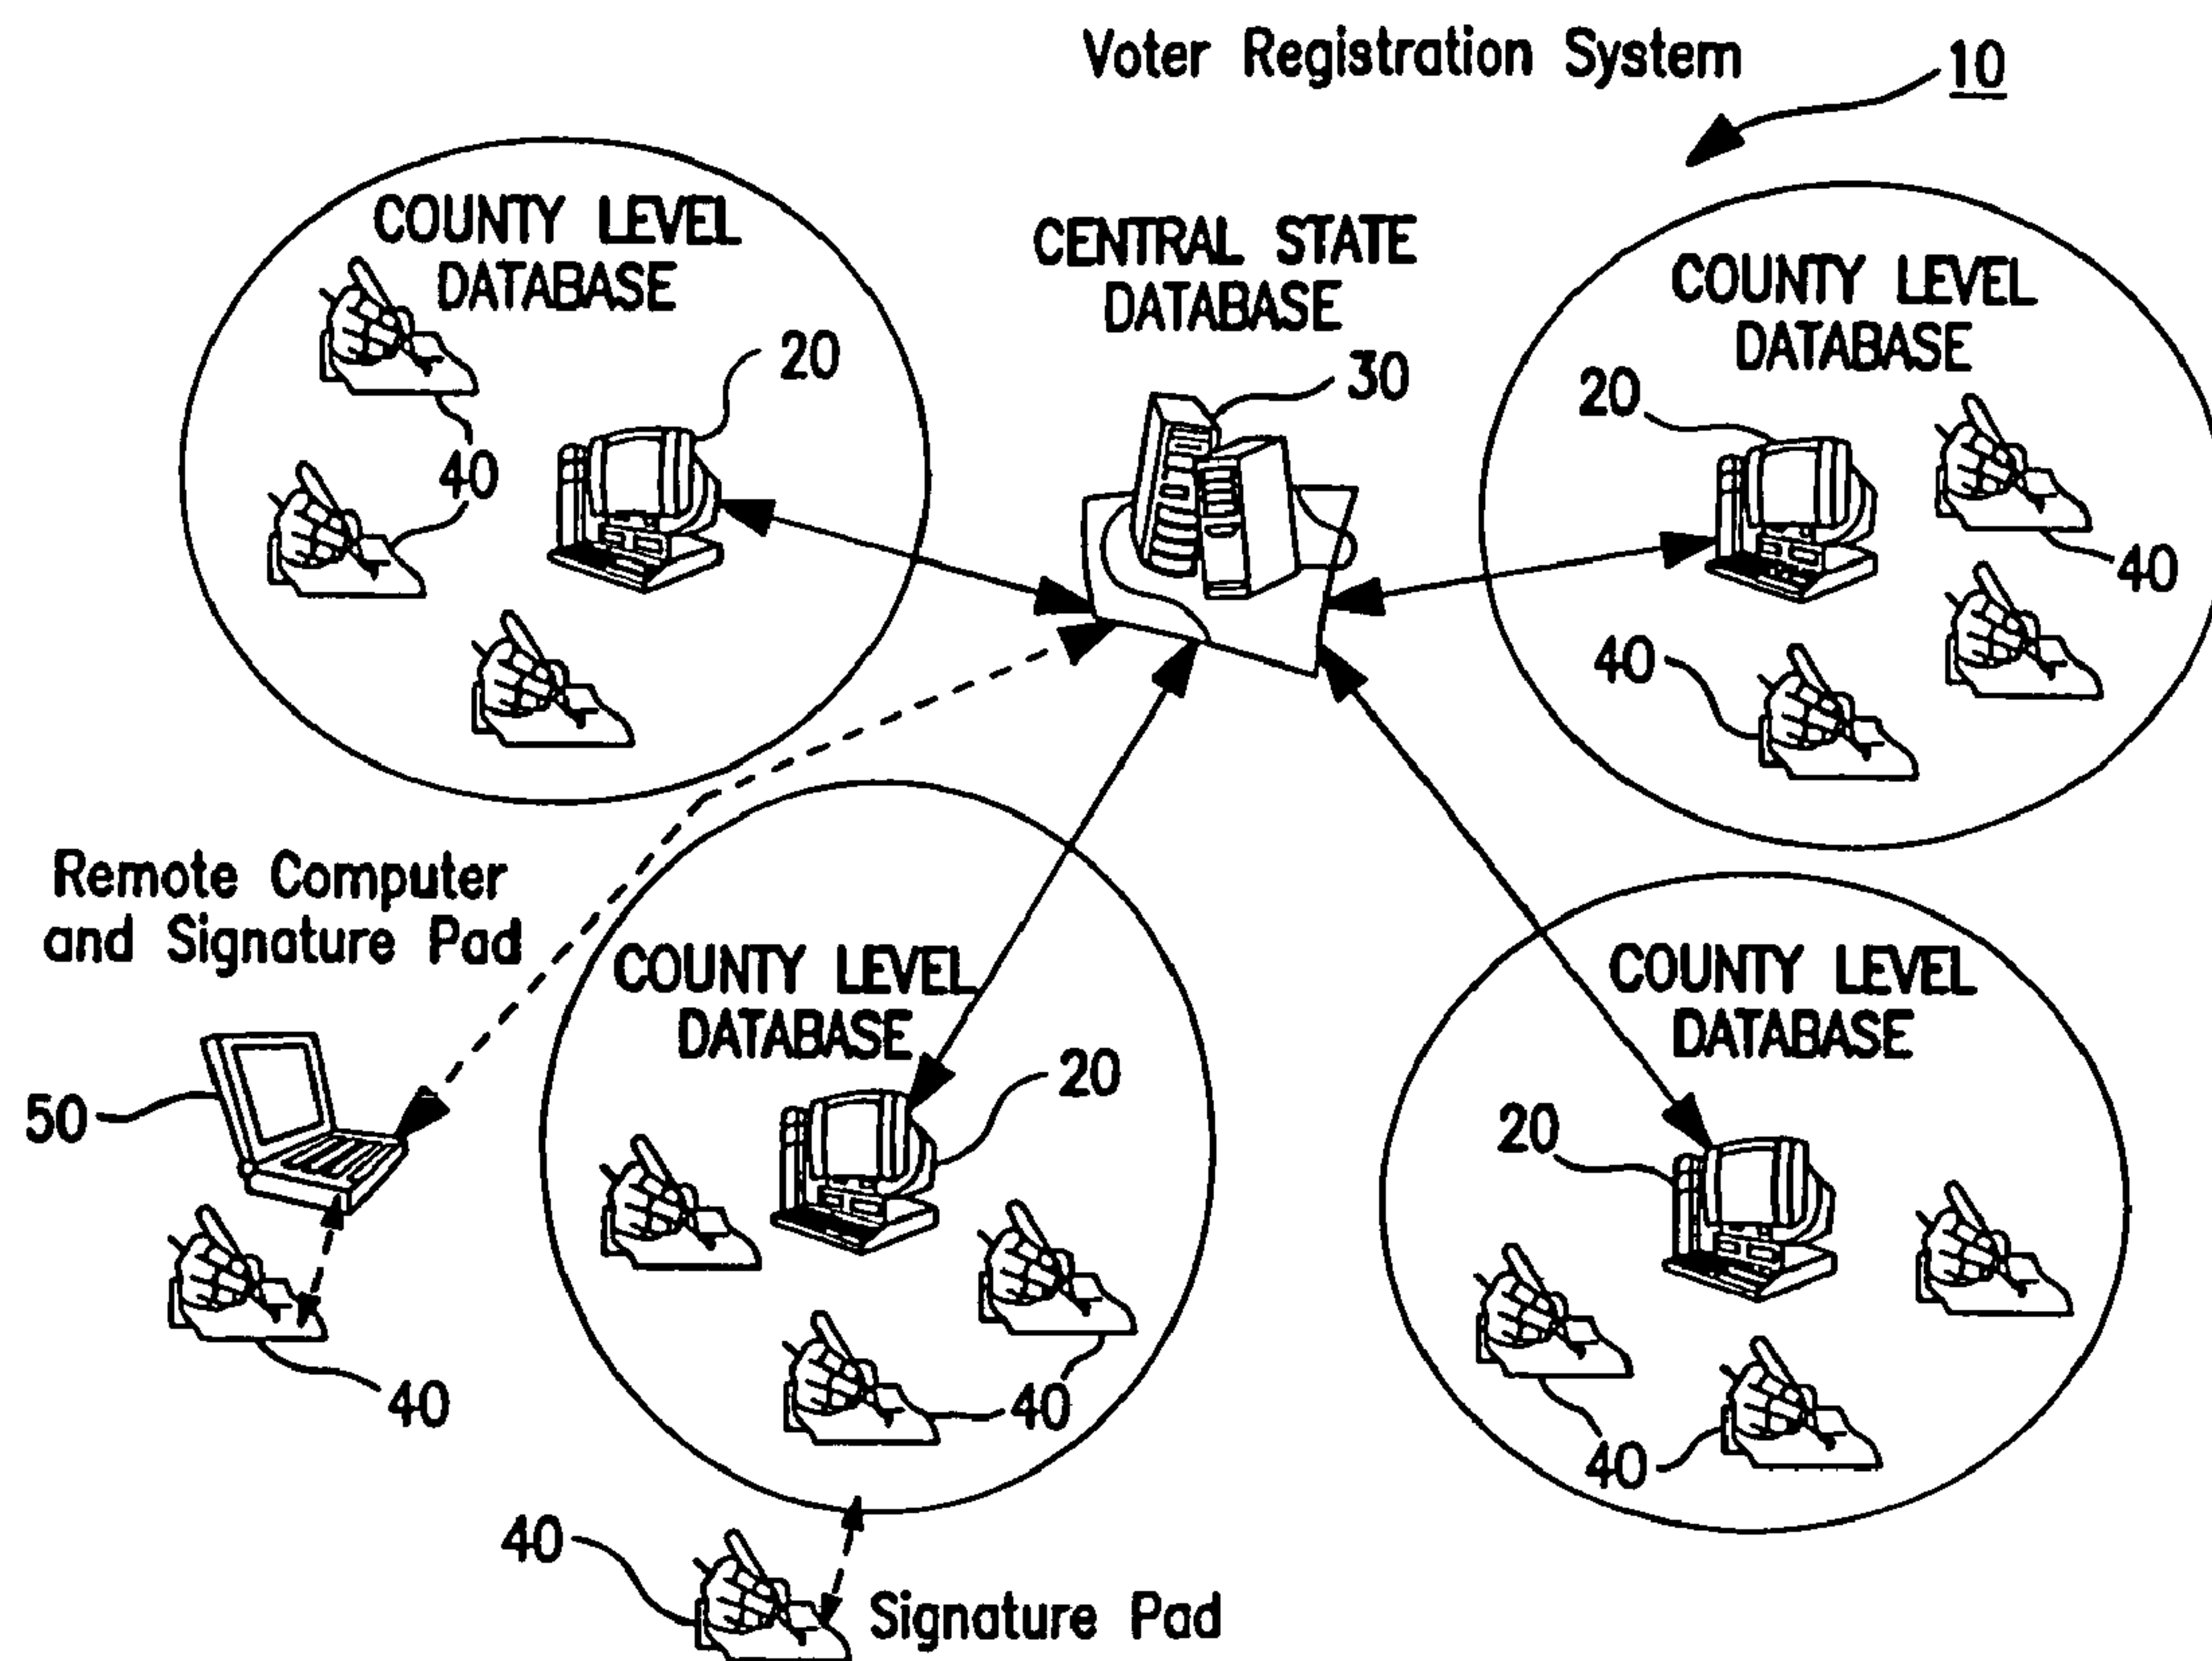 Voter Registration System
10
COUNTY LEVEL
DATABASE
20
40
CENTRAL STATE
DATABASE
30
COUNTY LEVEL
DATABASE
20
40
40
Remote Computer
and Signature Pad
50
40
COUNTY LEVEL
DATABASE
20
40
COUNTY LEVEL
DATABASE
20
40
40
Signature Pad